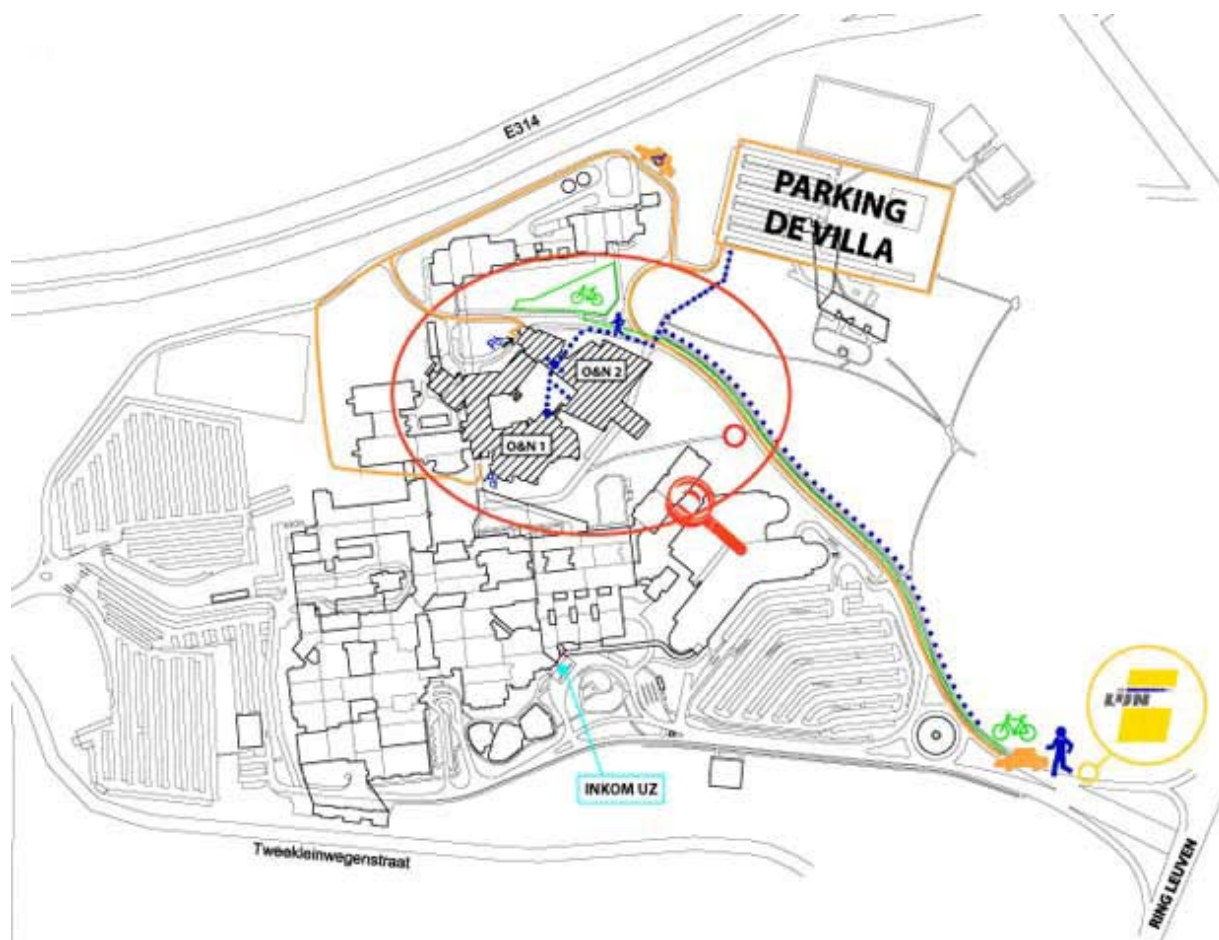 E314
PARKING
DE VILLA
O&N 2
O&N 1
LIJN
INKOM UZ
Tweekleinwegenstraat
RING LEUVEN